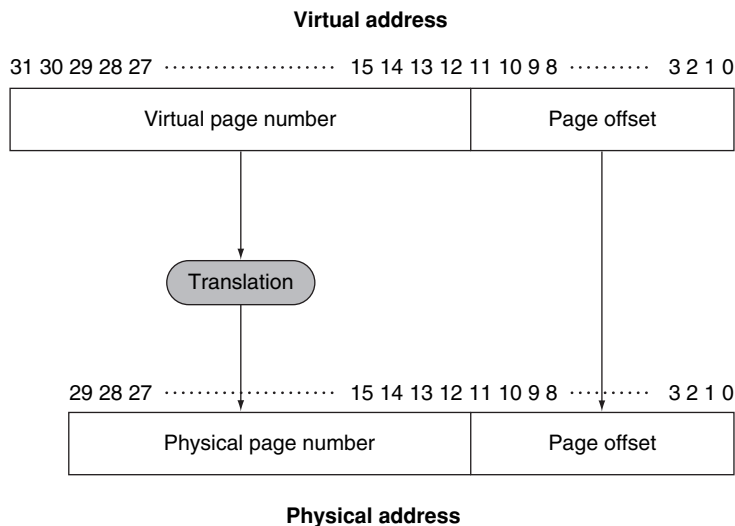 Virtual address
31 30 29 28 27 ····················· 15 14 13 12 11 10 9 8 ·········· 3 2 1 0
Virtual page number Page offset
Translation
29 28 27 ····················· 15 14 13 12 11 10 9 8 ·········· 3 2 1 0
Physical page number Page offset
Physical address